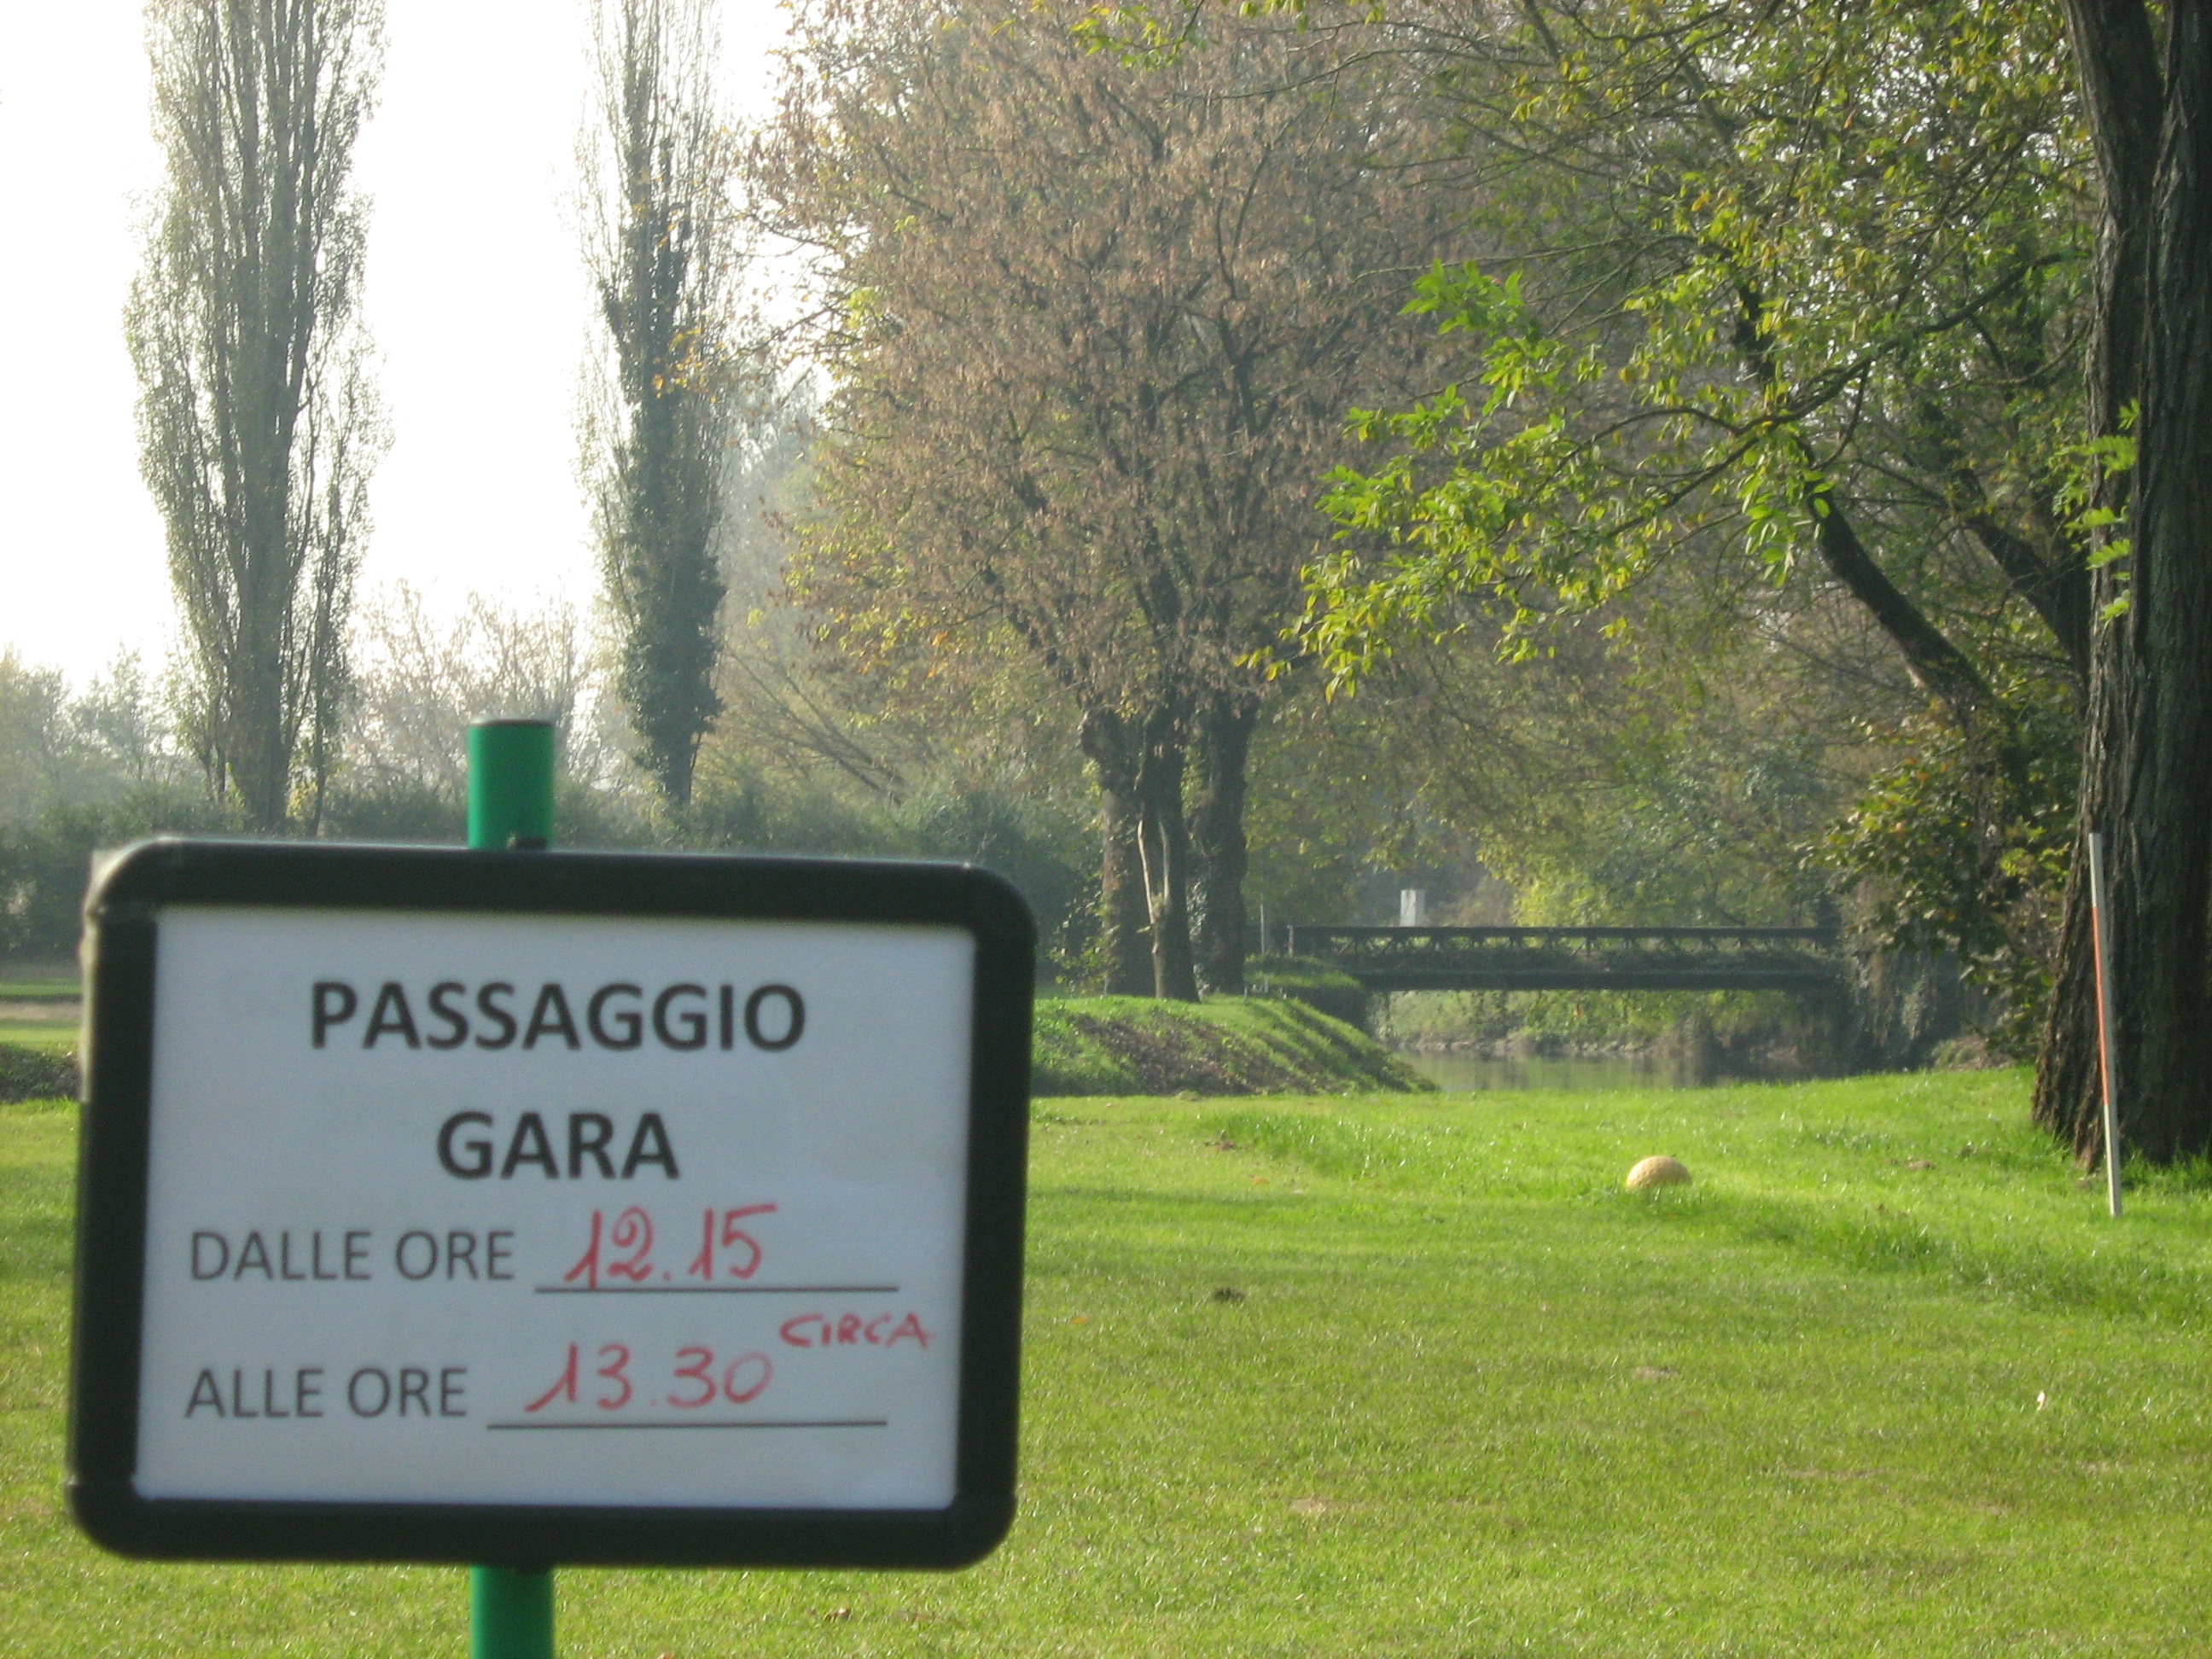 PASSAGGIO
GARA
DALLE ORE 12.15
CIRCA
ALLE ORE 13.30